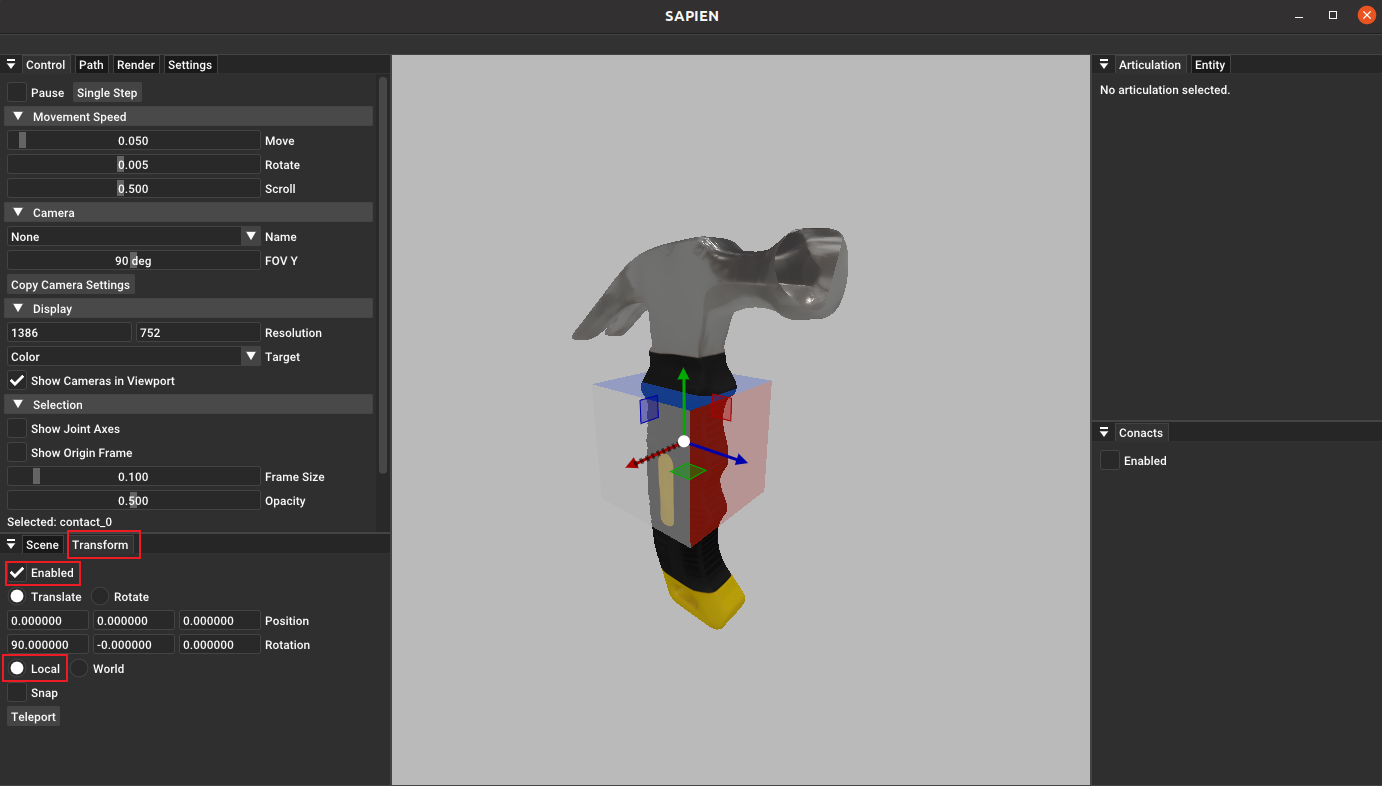 SAPIEN
Control Path Render Settings
Pause Single Step
Movement Speed
0.050 Move
0.005 Rotate
0.500 Scroll
Camera
None Name
90 deg FOV Y
Copy Camera Settings
Display
1386 752 Resolution
Color Target
Show Cameras in Viewport
Selection
Show Joint Axes
Show Origin Frame
0.100 Frame Size
0.500 Opacity
Selected: contact_0
Scene Transform
Enabled
Translate Rotate
0.000000 0.000000 0.000000 Position
90.000000 -0.000000 0.000000 Rotation
Local World
Snap
Teleport
Articulation Entity
No articulation selected.
Conacts
Enabled